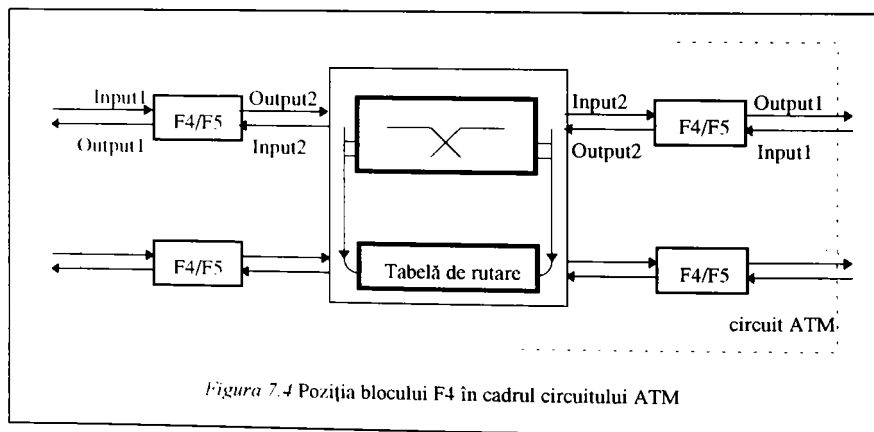 Input1 Output2 Input2 Output1
F4/F5 F4/F5
Output1 Input2 Output2 Input1
F4/F5 Tabelă de rutare F4/F5
circuit ATM
Figura 7.4 Poziția blocului F4 în cadrul circuitului ATM